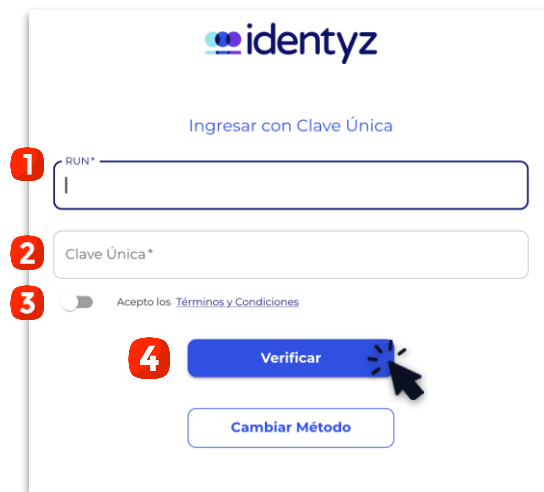 identyz
Ingresar con Clave Única
1
RUN*
2
Clave Única*
3
Acepto los Términos y Condiciones
4
Verificar
Cambiar Método